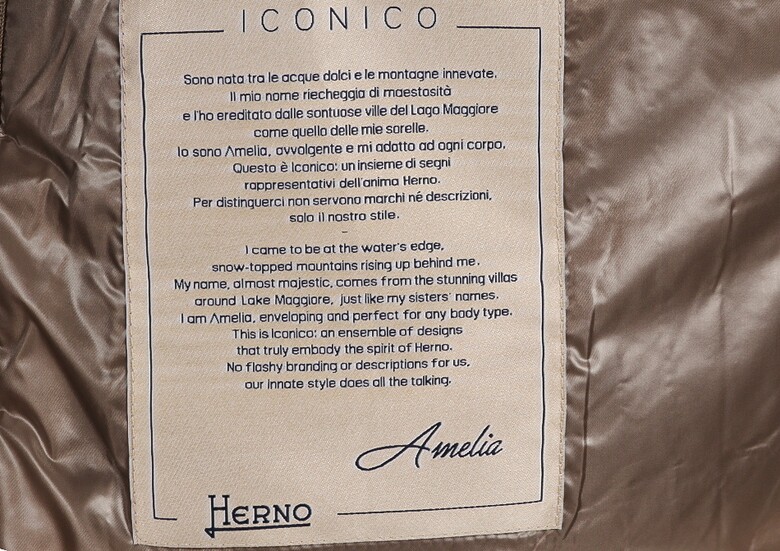 ICONICO
Sono nata tra le acque dolci e le montagne innevate.
Il mio nome riecheggia di maestosità
e l'ho ereditato dalle sontuose ville del Lago Maggiore
come quello delle mie sorelle.
Io sono Amelia, avvolgente e mi adatto ad ogni corpo.
Questo è Iconico: un insieme di segni
rappresentativi dell'anima Herno.
Per distinguerci non servono marchi né descrizioni,
solo il nostro stile.
-
I came to be at the water's edge,
snow-topped mountains rising up behind me.
My name, almost majestic, comes from the stunning villas
around Lake Maggiore, just like my sisters' names.
I am Amelia, enveloping and perfect for any body type.
This is Iconico: an ensemble of designs
that truly embody the spirit of Herno.
No flashy branding or descriptions for us,
our innate style does all the talking.
Amelia
HERNO